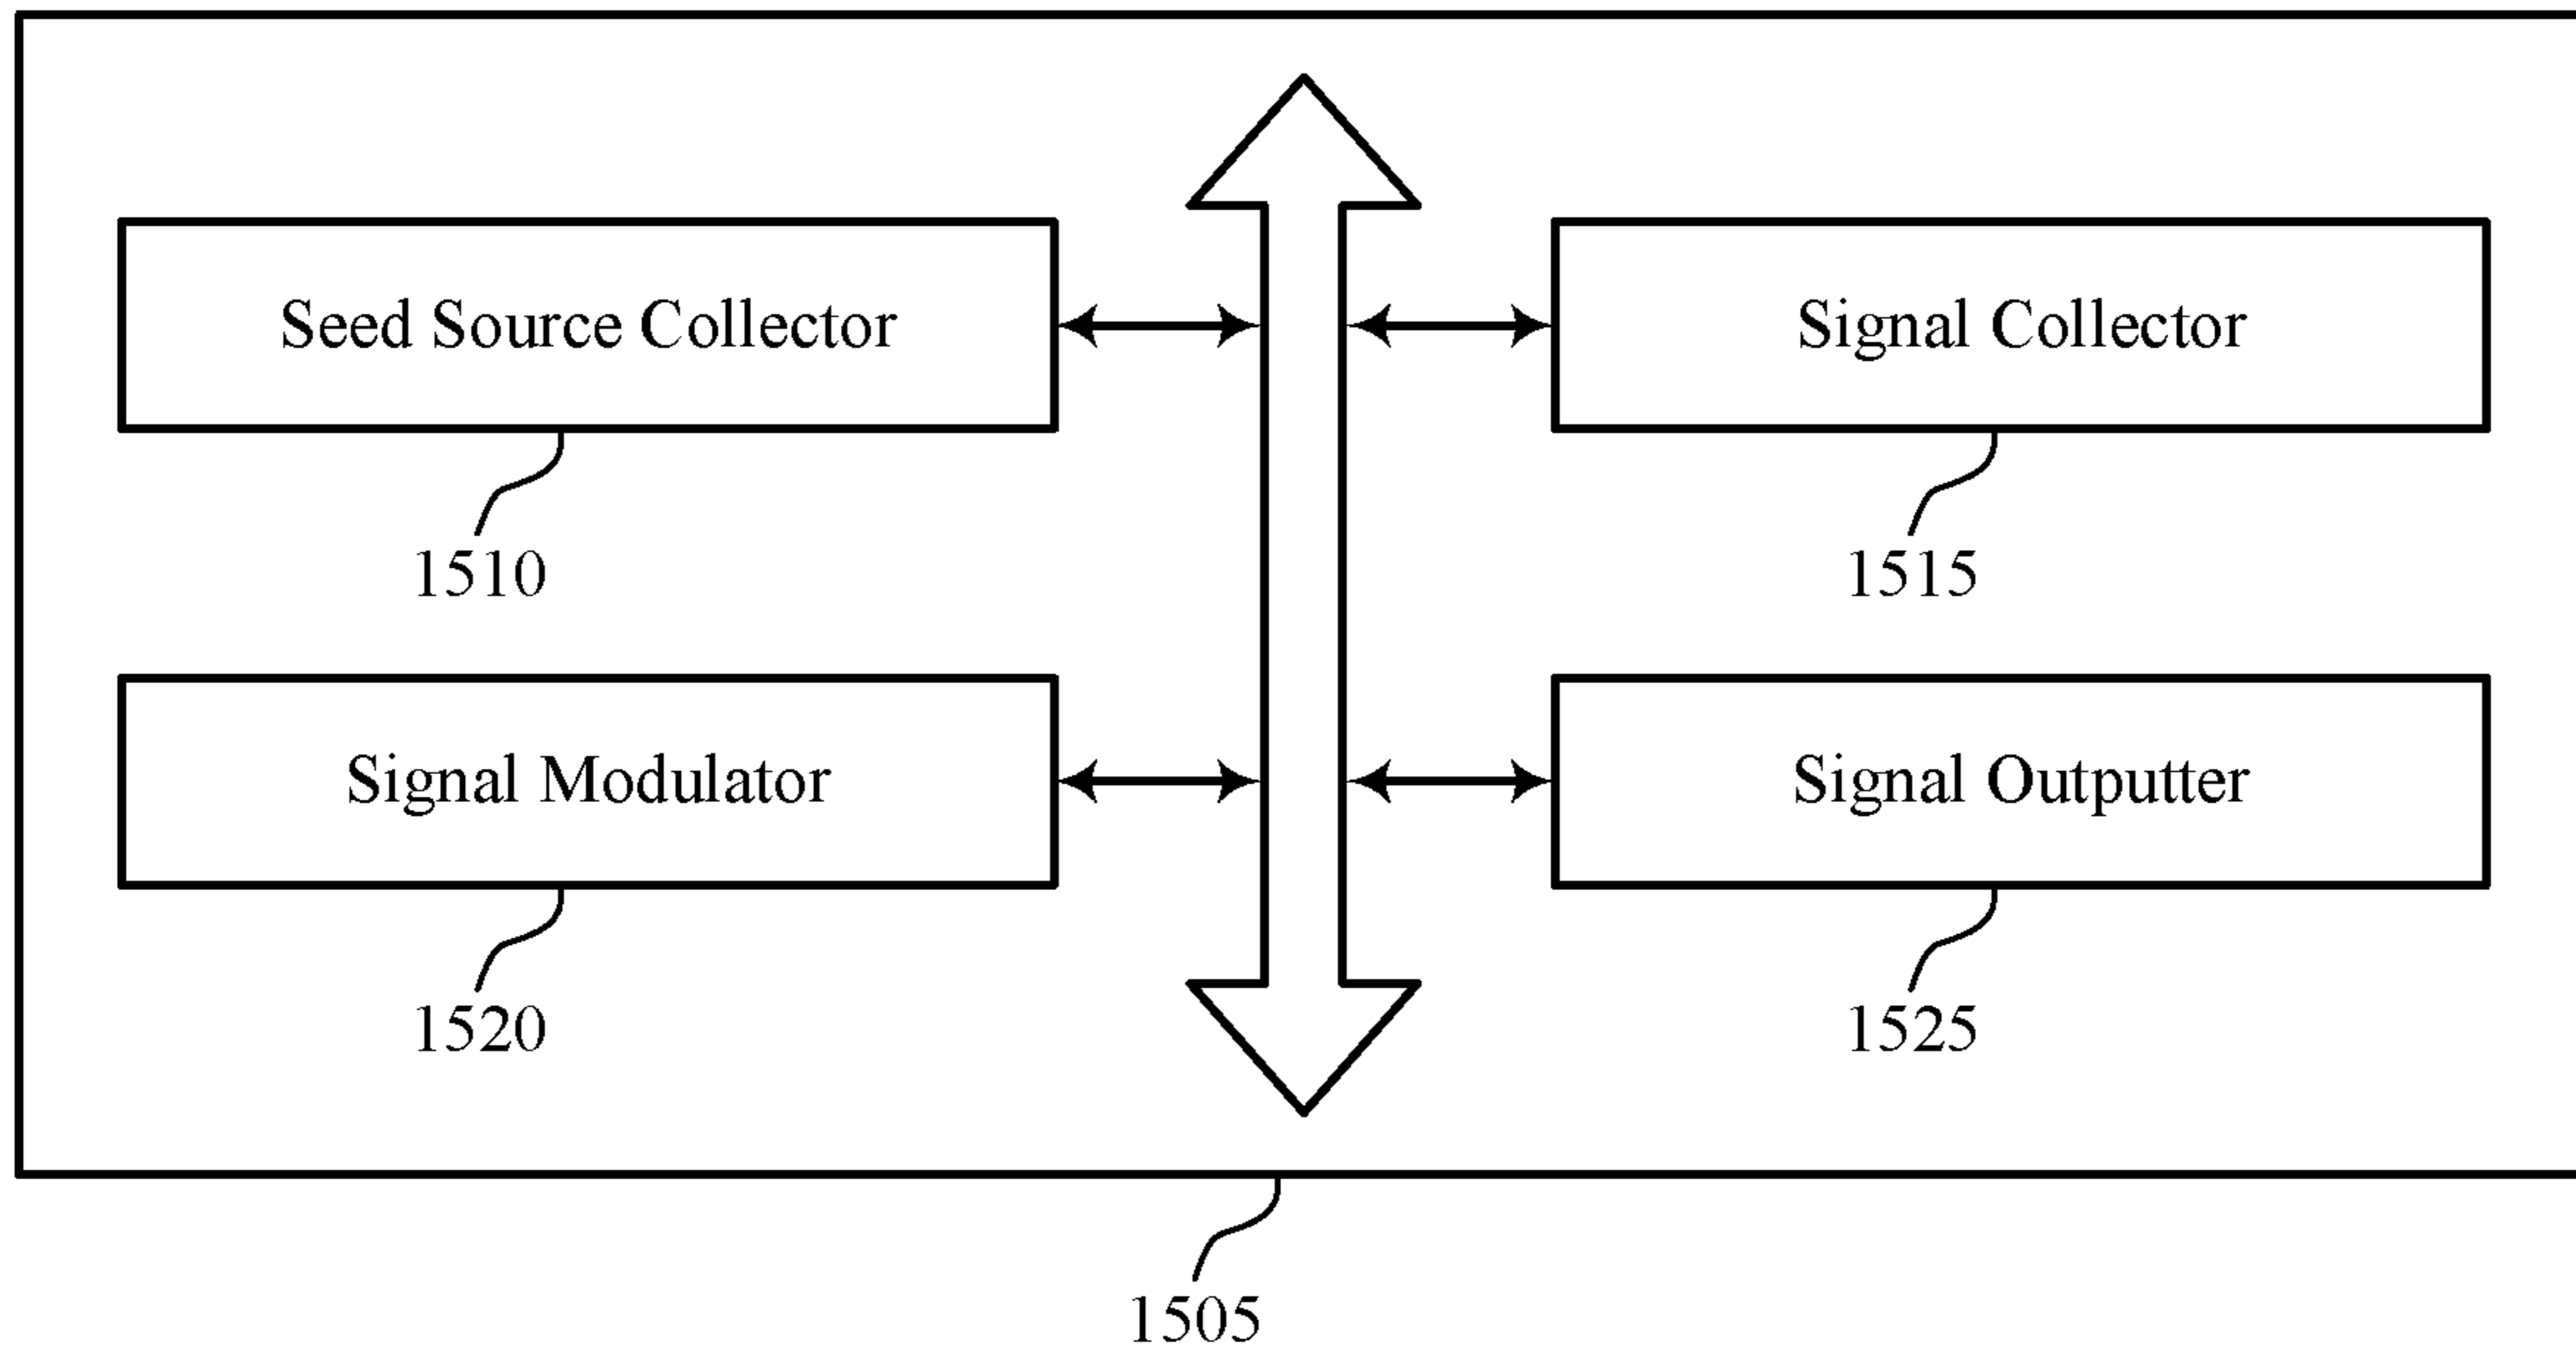 Seed Source Collector
Signal Collector
1510
1515
Signal Modulator
Signal Outputter
1520
1525
1505